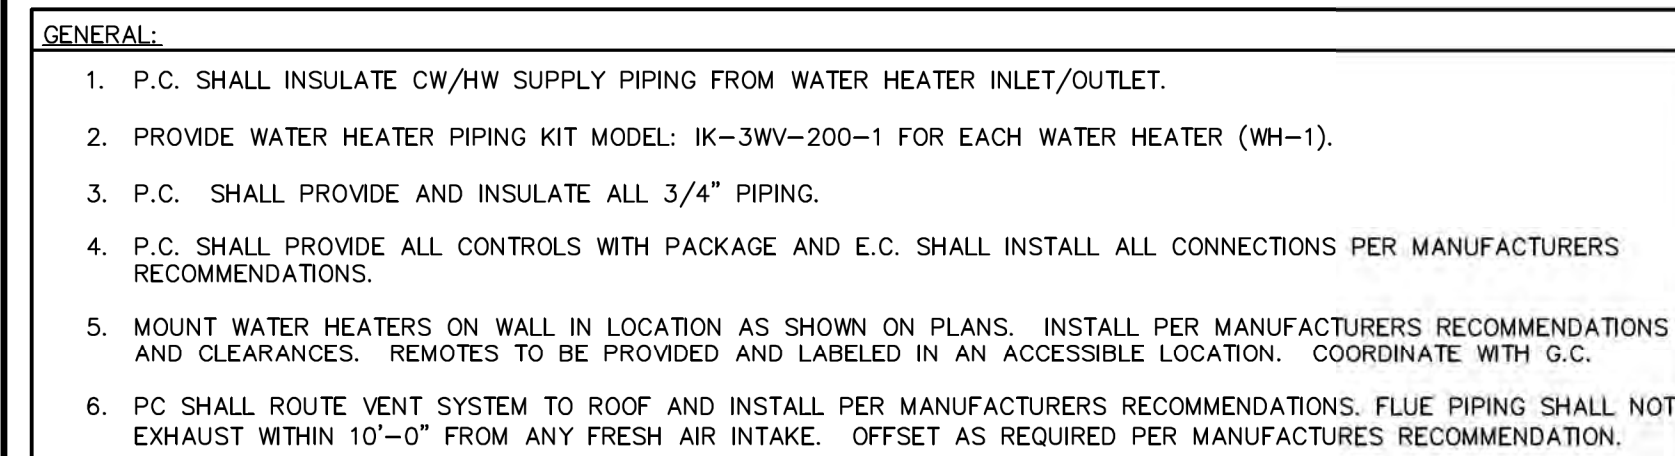 GENERAL:
1. P.C. SHALL INSULATE CW/HW SUPPLY PIPING FROM WATER HEATER INLET/OUTLET.
2. PROVIDE WATER HEATER PIPING KIT MODEL: IK-3WV-200-1 FOR EACH WATER HEATER (WH-1).
3. P.C. SHALL PROVIDE AND INSULATE ALL 3/4" PIPING.
4. P.C. SHALL PROVIDE ALL CONTROLS WITH PACKAGE AND E.C. SHALL INSTALL ALL CONNECTIONS PER MANUFACTURERS
RECOMMENDATIONS.
5. MOUNT WATER HEATERS ON WALL IN LOCATION AS SHOWN ON PLANS. INSTALL PER MANUFACTURERS RECOMMENDATIONS
AND CLEARANCES. REMOTES TO BE PROVIDED AND LABELED IN AN ACCESSIBLE LOCATION. COORDINATE WITH G.C.
6. PC SHALL ROUTE VENT SYSTEM TO ROOF AND INSTALL PER MANUFACTURERS RECOMMENDATIONS. FLUE PIPING SHALL NOT
EXHAUST WITHIN 10'-0" FROM ANY FRESH AIR INTAKE. OFFSET AS REQUIRED PER MANUFACTURES RECOMMENDATION.